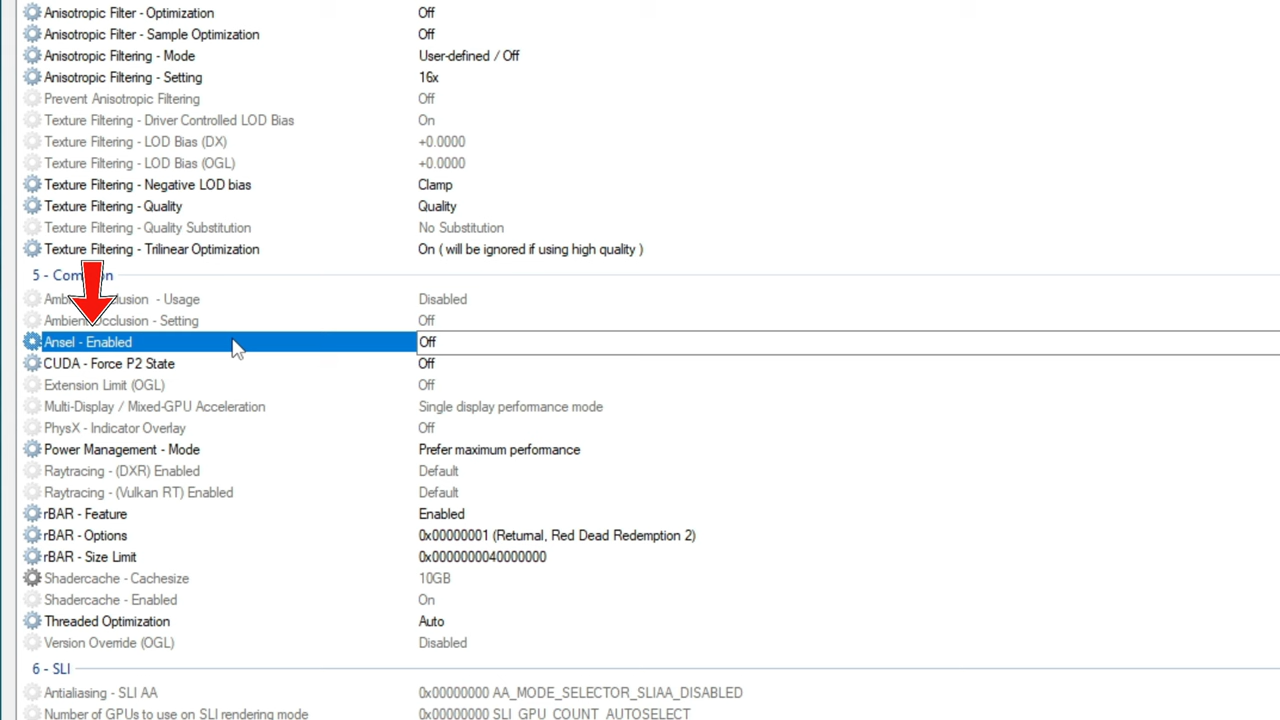 Anisotropic Filter - Optimization Off
Anisotropic Filter - Sample Optimization Off
Anisotropic Filtering - Mode User-defined / Off
Anisotropic Filtering - Setting 16x
Prevent Anisotropic Filtering Off
Texture Filtering - Driver Controlled LOD Bias On
Texture Filtering - LOD Bias (DX) +0.0000
Texture Filtering - LOD Bias (OGL) +0.0000
Texture Filtering - Negative LOD bias Clamp
Texture Filtering - Quality Quality
Texture Filtering - Quality Substitution No Substitution
Texture Filtering - Trilinear Optimization On ( will be ignored if using high quality )
5 - Common
Ambient Occlusion - Usage Disabled
Ambient Occlusion - Setting Off
Ansel - Enabled Off
CUDA - Force P2 State Off
Extension Limit (OGL) Off
Multi-Display / Mixed-GPU Acceleration Single display performance mode
PhysX - Indicator Overlay Off
Power Management - Mode Prefer maximum performance
Raytracing - (DXR) Enabled Default
Raytracing - (Vulkan RT) Enabled Default
rBAR - Feature Enabled
rBAR - Options 0x00000001 (Returnal, Red Dead Redemption 2)
rBAR - Size Limit 0x0000000040000000
Shadercache - Cachesize 10GB
Shadercache - Enabled On
Threaded Optimization Auto
Version Override (OGL) Disabled
6 - SLI
Antialiasing - SLI AA 0x00000000 AA_MODE_SELECTOR_SLIAA_DISABLED
Number of GPUs to use on SLI rendering mode 0x00000000 SLI_GPU_COUNT_AUTOSELECT